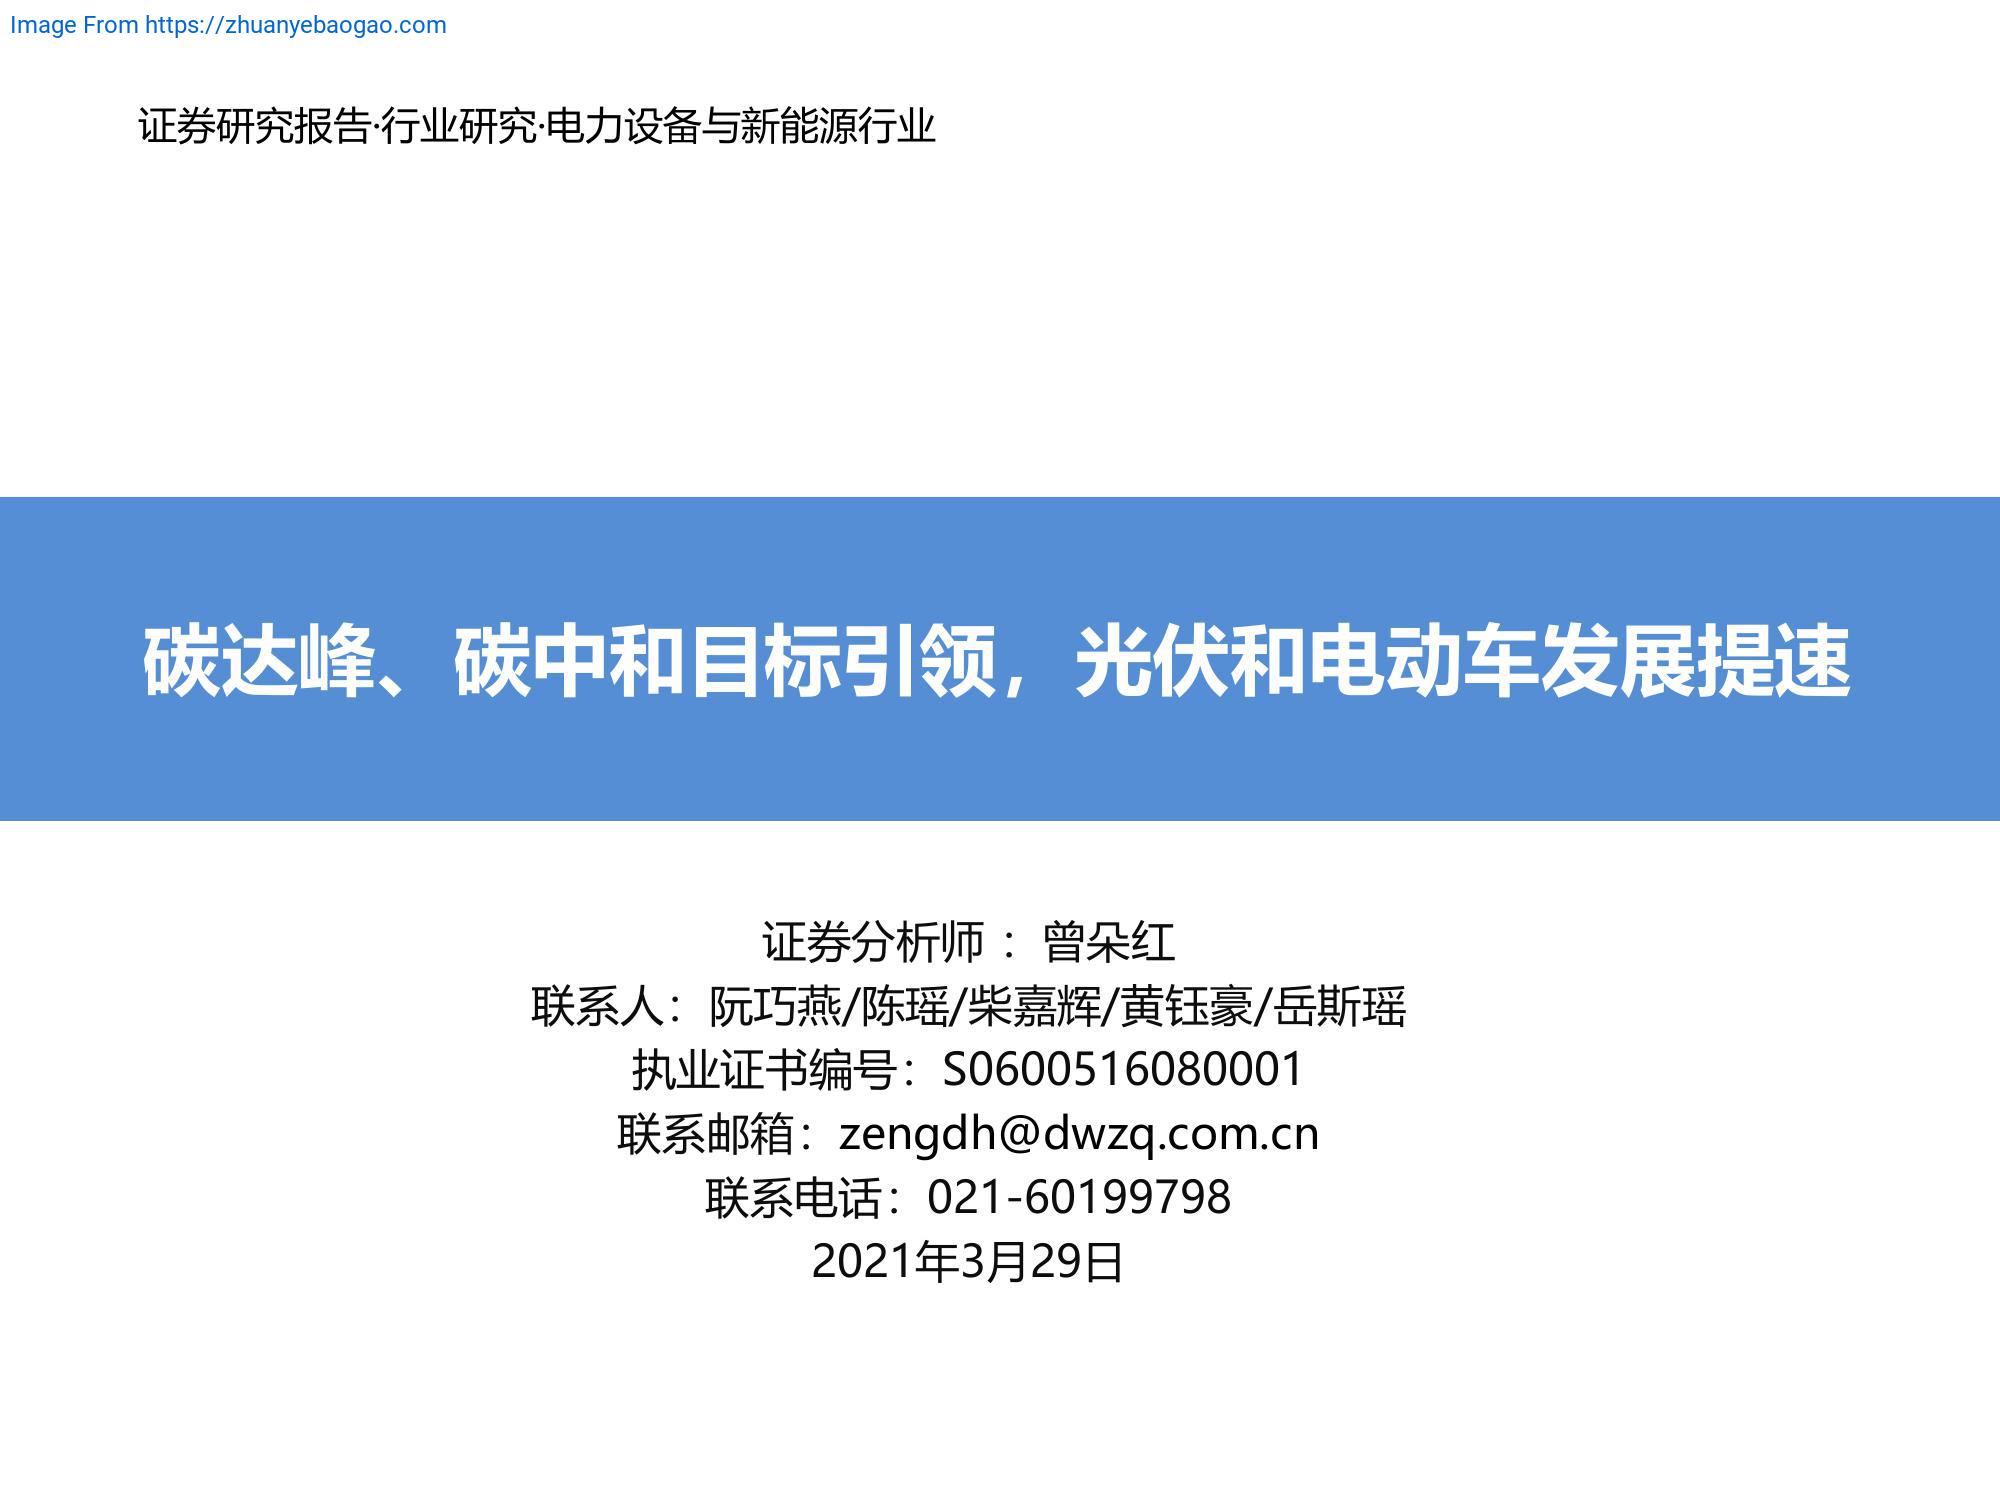 Image From https://zhuanyebaogao.com
证券研究报告·行业研究·电力设备与新能源行业
碳达峰、碳中和目标引领，光伏和电动车发展提速
证券分析师 ：曾朵红
联系人：阮巧燕/陈瑶/柴嘉辉/黄钰豪/岳斯瑶
执业证书编号：S0600516080001
联系邮箱：zengdh@dwzq.com.cn
联系电话：021-60199798
2021年3月29日